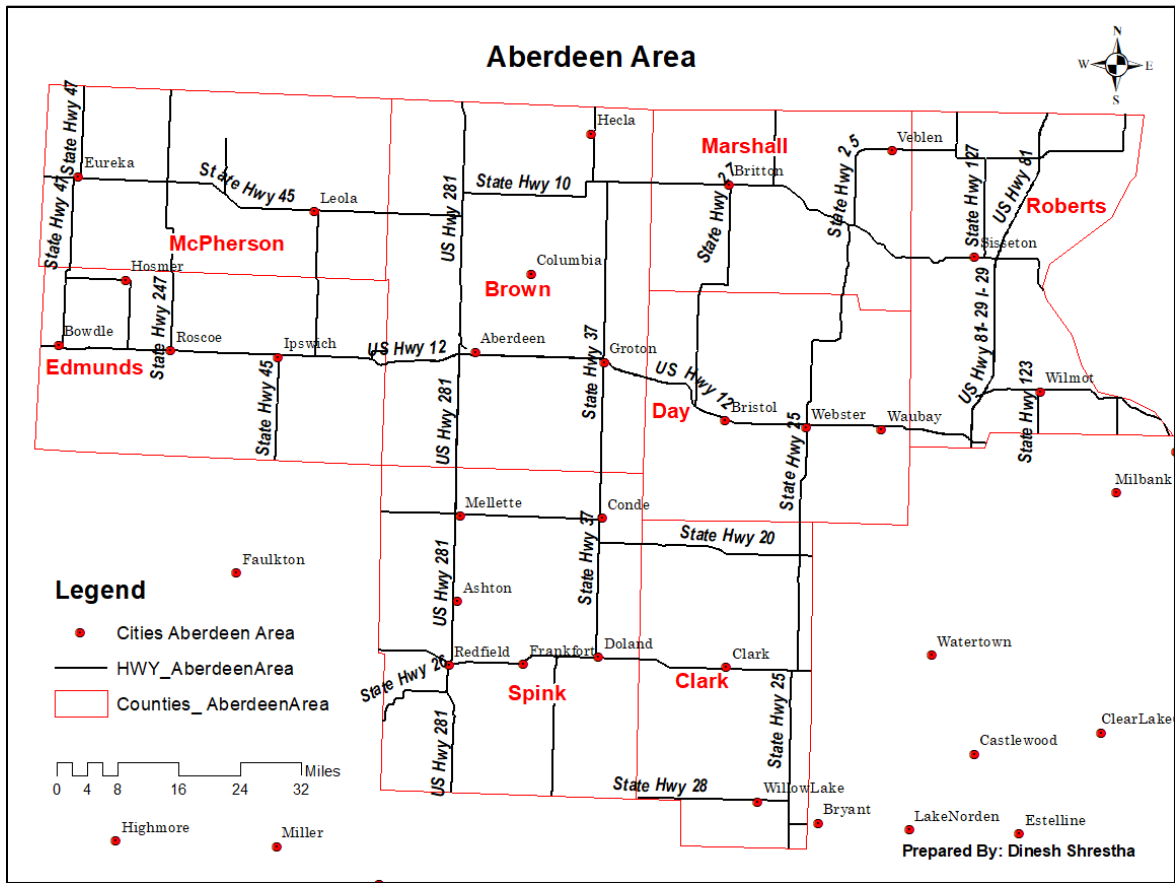 Aberdeen Area
N
W E
S
State Hwy 47
Hecla
Marshall
Veblen
Eureka
State Hwy 45
Leola
US Hwy 281
State Hwy 10
State Hwy 27
Britton
State Hwy 2 5
State Hwy 127
US Hwy 81
Roberts
State Hwy 47
McPherson
Sisseton
Hosmer
Columbia
Brown
State Hwy 247
Bowdle
Roscoe
Ipswich
US Hwy 12
Aberdeen
State Hwy 37
Groton
US Hwy 81- 29 I- 29
Edmunds
State Hwy 45
US Hwy 281
US Hwy 12
Day
Bristol
Webster
Waubay
State Hwy 123
Wilmot
State Hwy 25
Milbank
Mellette
Conde
State Hwy 37
State Hwy 20
Faulkton
US Hwy 281
Ashton
Legend
Cities Aberdeen Area
HWY_AberdeenArea
Counties_ AberdeenArea
Redfield
Frankfort
Doland
Clark
Watertown
State Hwy 26
Spink
Clark
State Hwy 25
ClearLake
Castlewood
US Hwy 281
Miles
0 4 8 16 24 32
State Hwy 28
WillowLake
Bryant
LakeNorden
Estelline
Highmore
Miller
Prepared By: Dinesh Shrestha